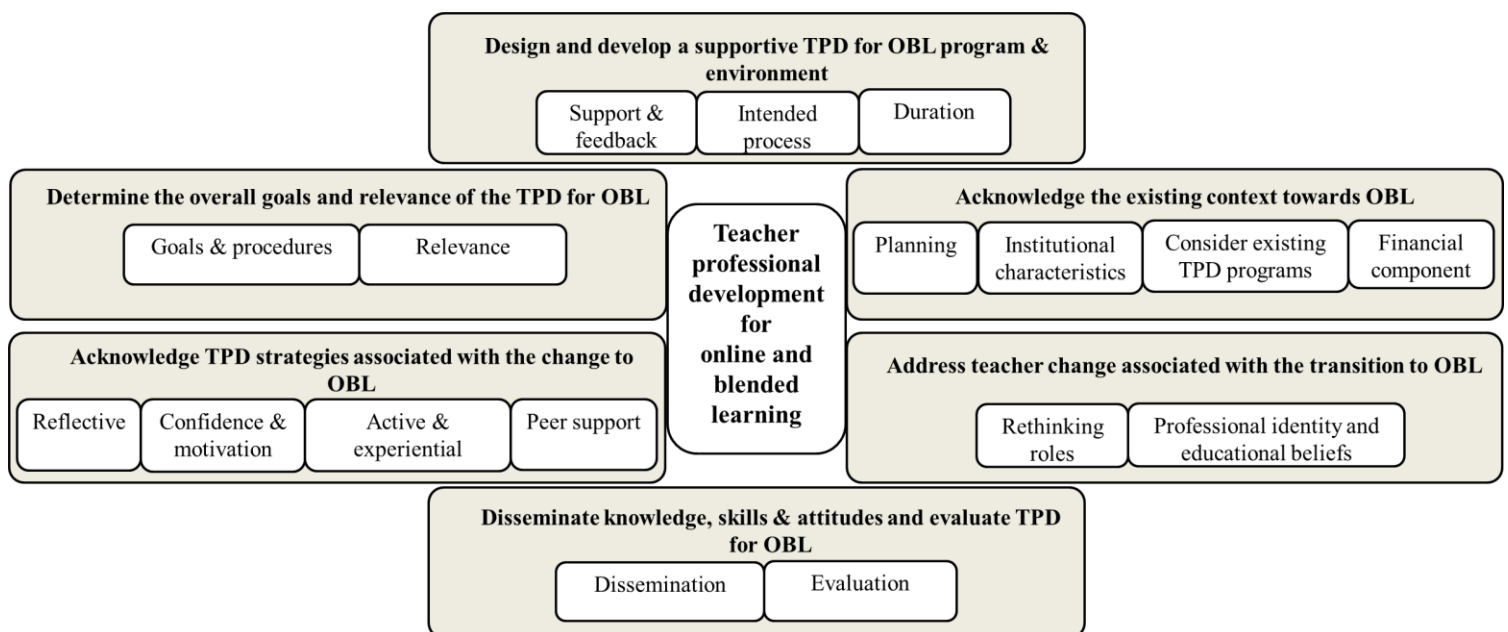 Design and develop a supportive TPD for OBL program &
environment
Support &
feedback
Intended
process
Duration
Determine the overall goals and relevance of the TPD for OBL
Goals & procedures
Relevance
Acknowledge the existing context towards OBL
Planning
Institutional
characteristics
Consider existing
TPD programs
Financial
component
Teacher
professional
development
for
online and
blended
learning
Acknowledge TPD strategies associated with the change to
OBL
Reflective
Confidence &
motivation
Active &
experiential
Peer support
Address teacher change associated with the transition to OBL
Rethinking
roles
Professional identity and
educational beliefs
Disseminate knowledge, skills & attitudes and evaluate TPD
for OBL
Dissemination
Evaluation